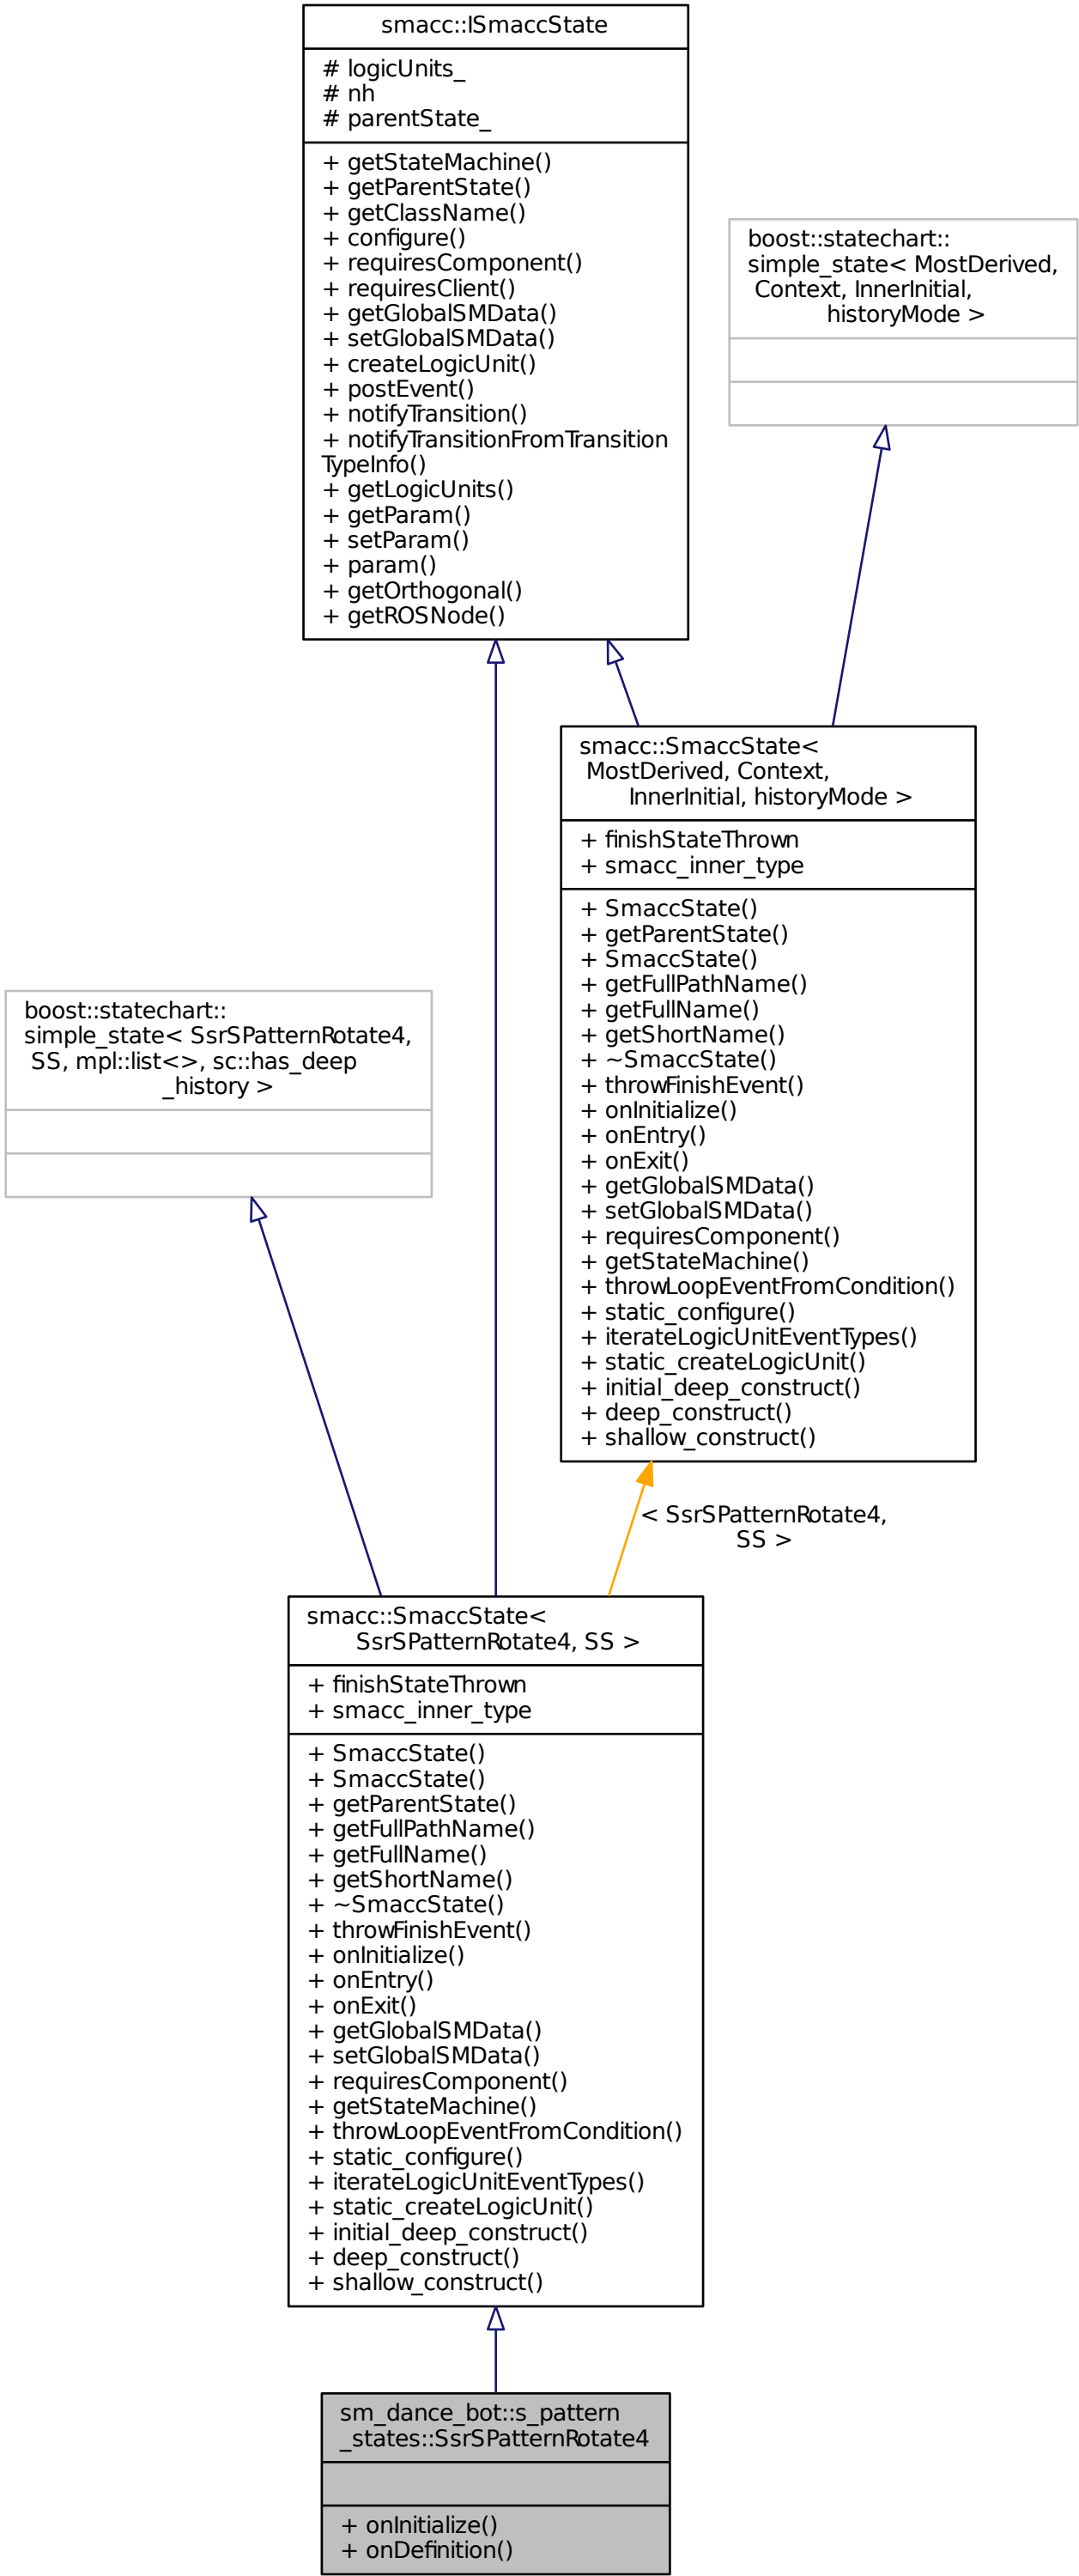 smacc::ISmaccState
# logicUnits_
# nh
# parentState_
+ getStateMachine()
+ getParentState()
+ getClassName()
+ configure()
+ requiresComponent()
+ requiresClient()
+ getGlobalSMData()
+ setGlobalSMData()
+ createLogicUnit()
+ postEvent()
+ notifyTransition()
+ notifyTransitionFromTransition
TypeInfo()
+ getLogicUnits()
+ getParam()
+ setParam()
+ param()
+ getOrthogonal()
+ getROSNode()
boost::statechart::
simple_state< MostDerived,
Context, InnerInitial,
historyMode >
smacc::SmaccState<
MostDerived, Context,
InnerInitial, historyMode >
+ finishStateThrown
+ smacc_inner_type
+ SmaccState()
+ getParentState()
+ SmaccState()
+ getFullPathName()
+ getFullName()
+ getShortName()
+ ~SmaccState()
+ throwFinishEvent()
+ onInitialize()
+ onEntry()
+ onExit()
+ getGlobalSMData()
+ setGlobalSMData()
+ requiresComponent()
+ getStateMachine()
+ throwLoopEventFromCondition()
+ static_configure()
+ iterateLogicUnitEventTypes()
+ static_createLogicUnit()
+ initial_deep_construct()
+ deep_construct()
+ shallow_construct()
boost::statechart::
simple_state< SsrSPatternRotate4,
SS, mpl::list<>, sc::has_deep
_history >
< SsrSPatternRotate4,
SS >
smacc::SmaccState<
SsrSPatternRotate4, SS >
+ finishStateThrown
+ smacc_inner_type
+ SmaccState()
+ SmaccState()
+ getParentState()
+ getFullPathName()
+ getFullName()
+ getShortName()
+ ~SmaccState()
+ throwFinishEvent()
+ onInitialize()
+ onEntry()
+ onExit()
+ getGlobalSMData()
+ setGlobalSMData()
+ requiresComponent()
+ getStateMachine()
+ throwLoopEventFromCondition()
+ static_configure()
+ iterateLogicUnitEventTypes()
+ static_createLogicUnit()
+ initial_deep_construct()
+ deep_construct()
+ shallow_construct()
sm_dance_bot::s_pattern
_states::SsrSPatternRotate4
+ onInitialize()
+ onDefinition()